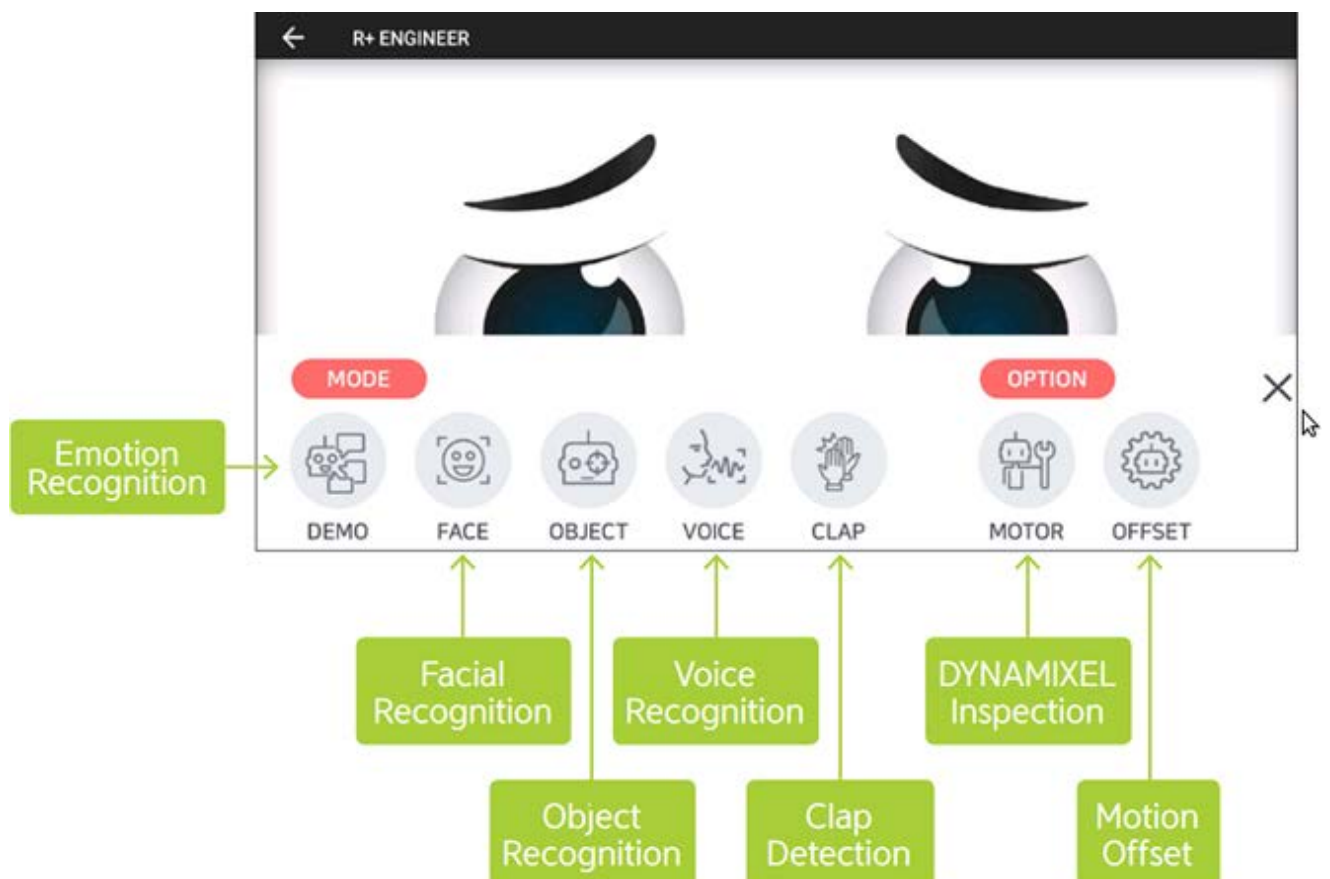 R+ ENGINEER
MODE
OPTION
Emotion
Recognition
DEMO
FACE
OBJECT
VOICE
CLAP
MOTOR
OFFSET
Facial
Recognition
Voice
Recognition
DYNAMIXEL
Inspection
Object
Recognition
Clap
Detection
Motion
Offset